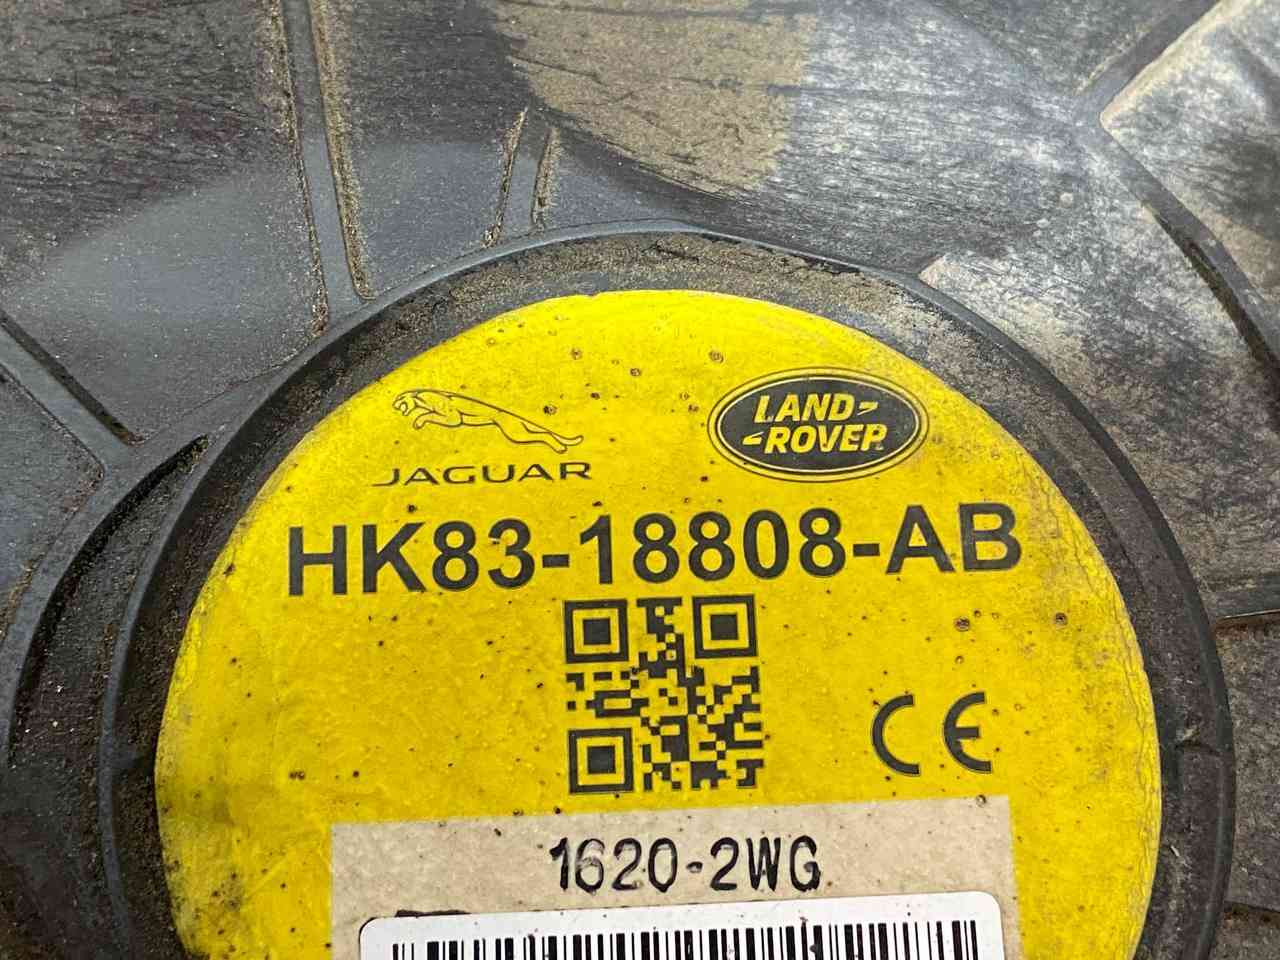 JAGUAR
LAND-
-ROVER
HK83-18808-AB
CE
1620-2WG